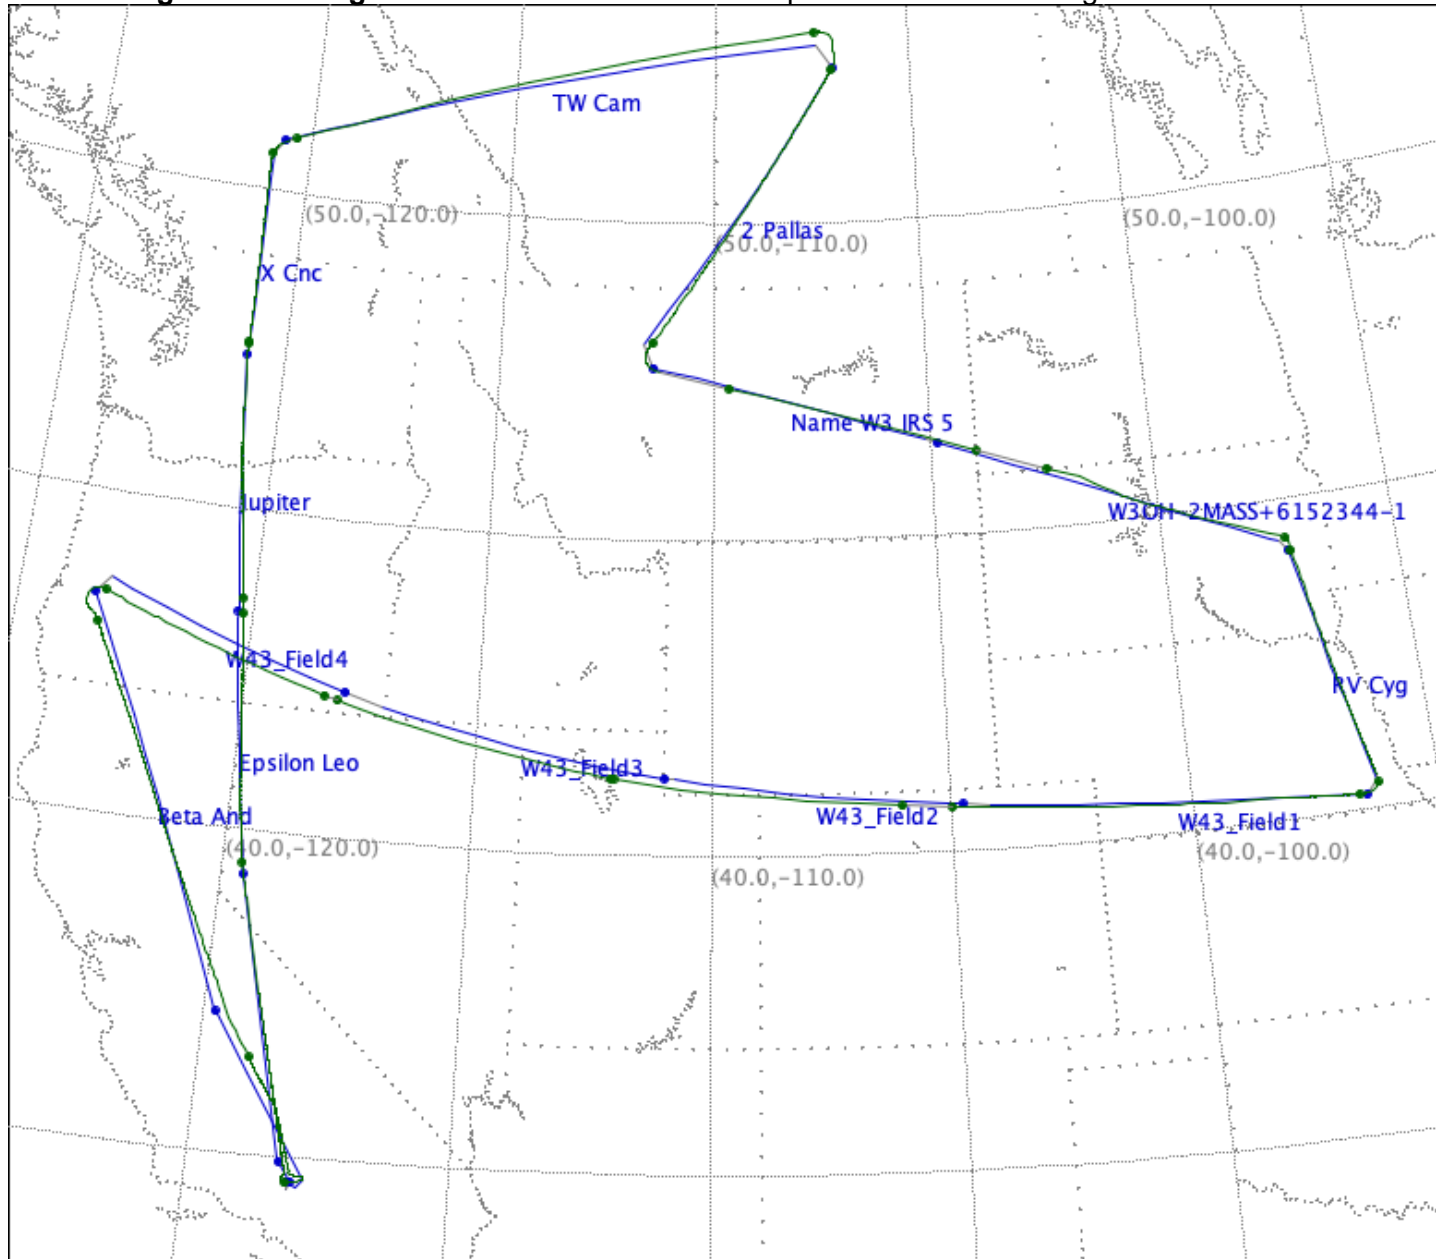 TW Cam
(50.0,-120.0)
(50.0,-100.0)
2 Pallas
(50.0,-110.0)
X Cnc
Name W3 IRS 5
Jupiter
W3OH-2MASS+6152344-1
W43_Field4
RV Cyg
Epsilon Leo
W43_Field3
Beta And
W43_Field2
W43_Field1
(40.0,-120.0)
(40.0,-100.0)
(40.0,-110.0)